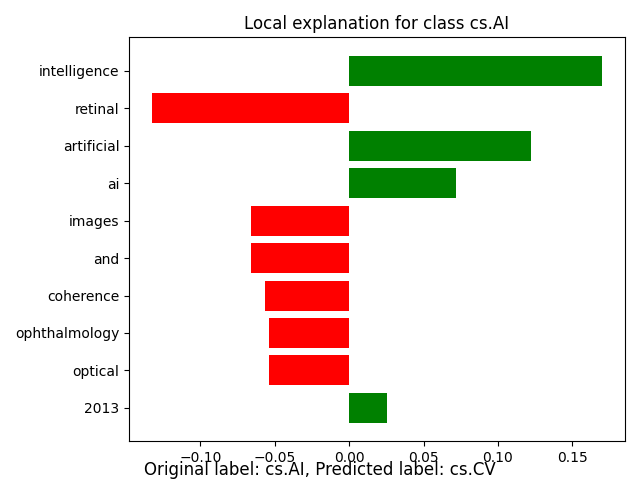 Local explanation for class cs.AI
intelligence
retinal
artificial
ai
images
and
coherence
ophthalmology
optical
2013
−0.10 −0.05 0.00 0.05 0.10 0.15
Original label: cs.AI, Predicted label: cs.CV